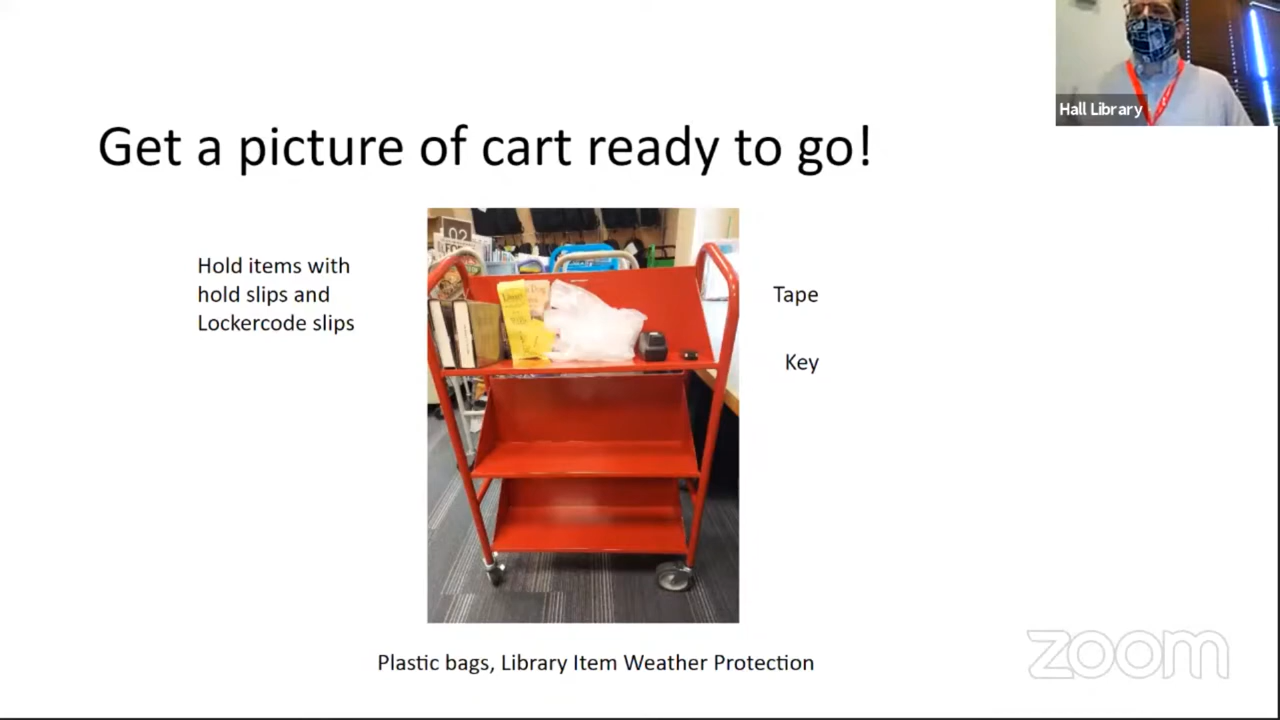 Hall Library
Get a picture of cart ready to go!
02
Hold items with
hold slips and
Lockercode slips
Tape
Key
Plastic bags, Library Item Weather Protection
zoom